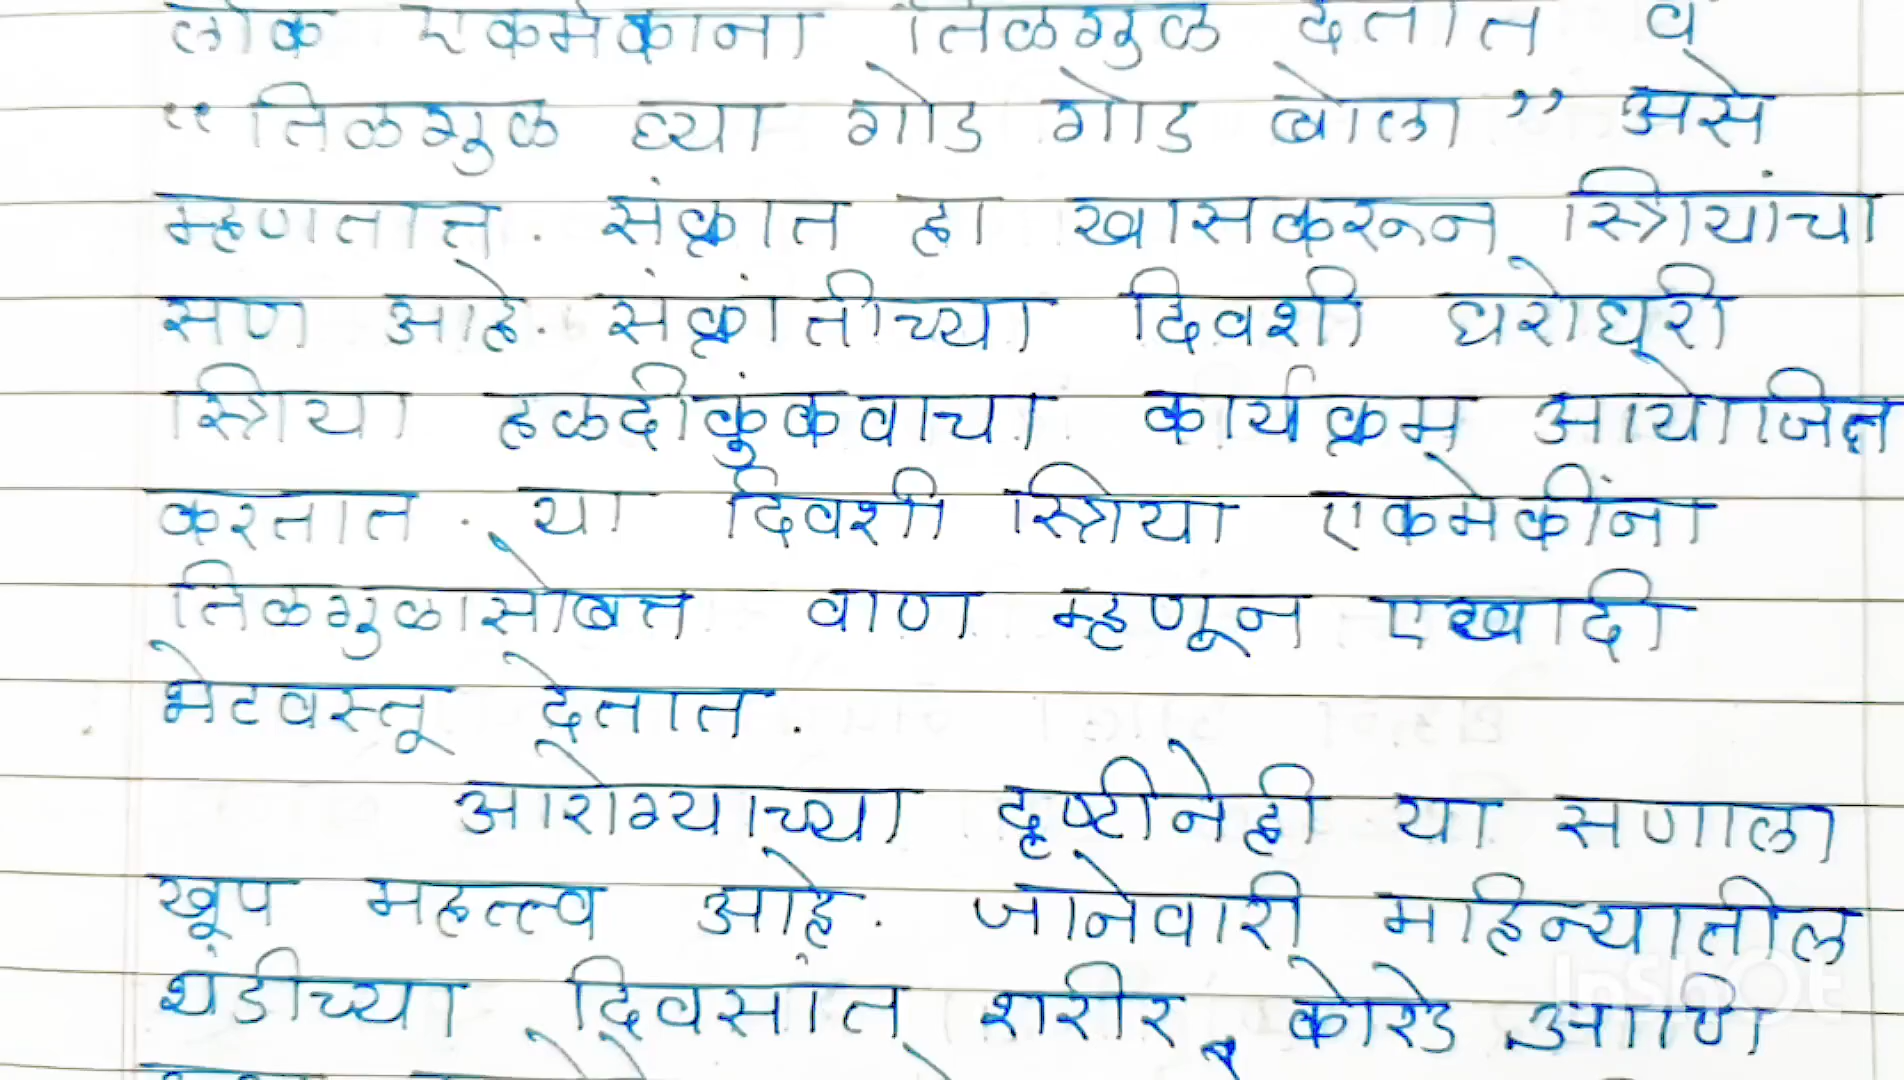 लोक एकमेकांना तिळगुळ देतात व
“तिळगुळ घ्या गोड गोड बोला” असे
म्हणतात. संक्रांत हा खासकरून स्त्रियांचा
सण आहे. संक्रांतीच्या दिवशी घरोघरी
स्त्रिया हळदीकुंकवाचा कार्यक्रम आयोजित
करतात. या दिवशी स्त्रिया एकमेकींना
तिळगुळासोबत वाण म्हणून एखादी
भेटवस्तू देतात.
आरोग्याच्या दृष्टीनेही या सणाला
खूप महत्त्व आहे. जानेवारी महिन्यातील
थंडीच्या दिवसांत शरीर कोरडे आणि
InShot